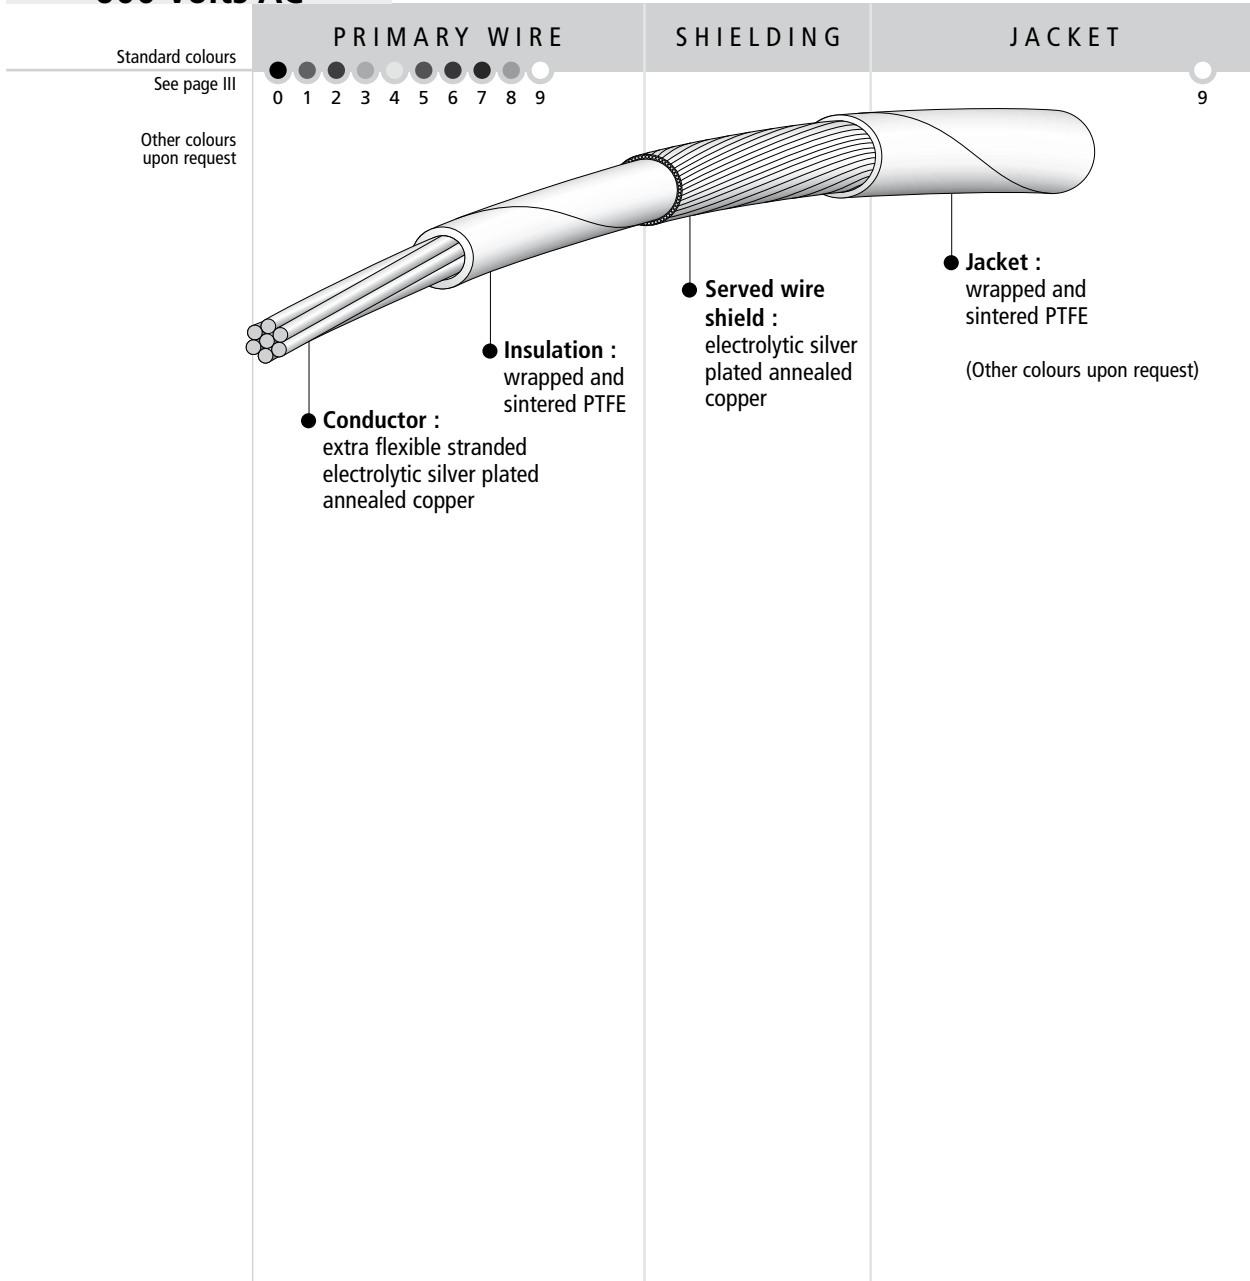 PRIMARY WIRE
SHIELDING
JACKET
Standard colours
See page III
0 1 2 3 4 5 6 7 8 9
9
Other colours
upon request
Jacket :
wrapped and
sintered PTFE
(Other colours upon request)
Served wire
shield :
electrolytic silver
plated annealed
copper
Insulation :
wrapped and
sintered PTFE
Conductor :
extra flexible stranded
electrolytic silver plated
annealed copper